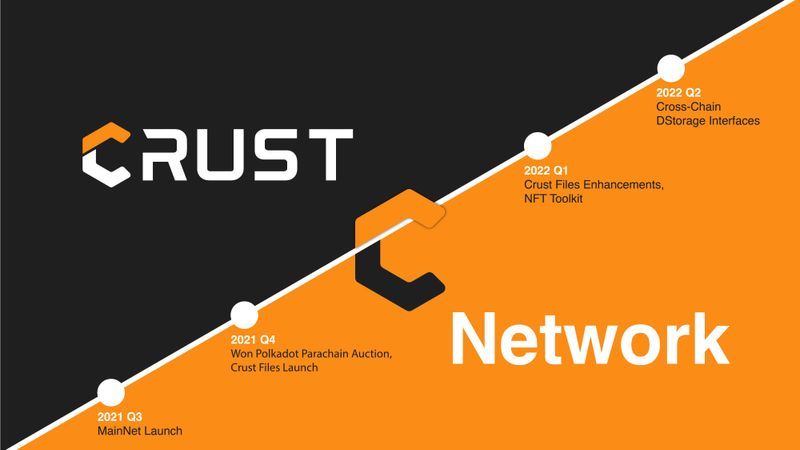 CRUST
2022 Q2
Cross-Chain
DStorage Interfaces
2022 Q1
Crust Files Enhancements,
NFT Toolkit
Network
2021 Q4
Won Polkadot Parachain Auction,
Crust Files Launch
2021 Q3
MainNet Launch